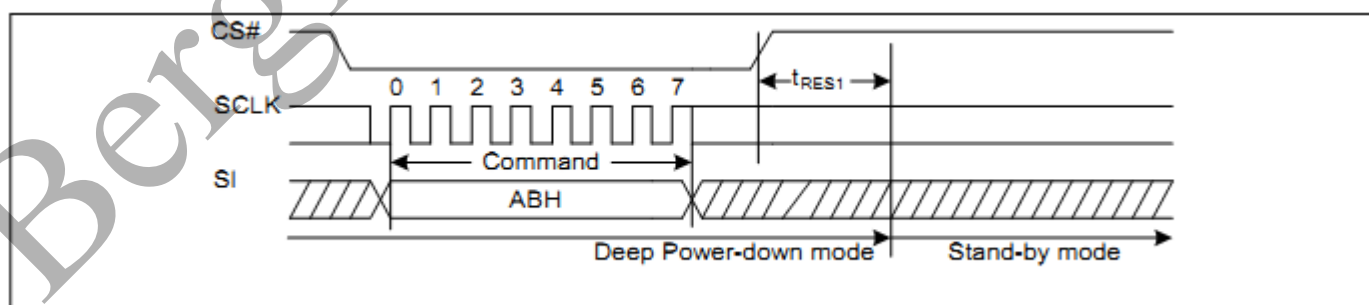 Berg
CS#
tRES1
0 1 2 3 4 5 6 7
SCLK
Command
SI
ABH
Deep Power-down mode Stand-by mode